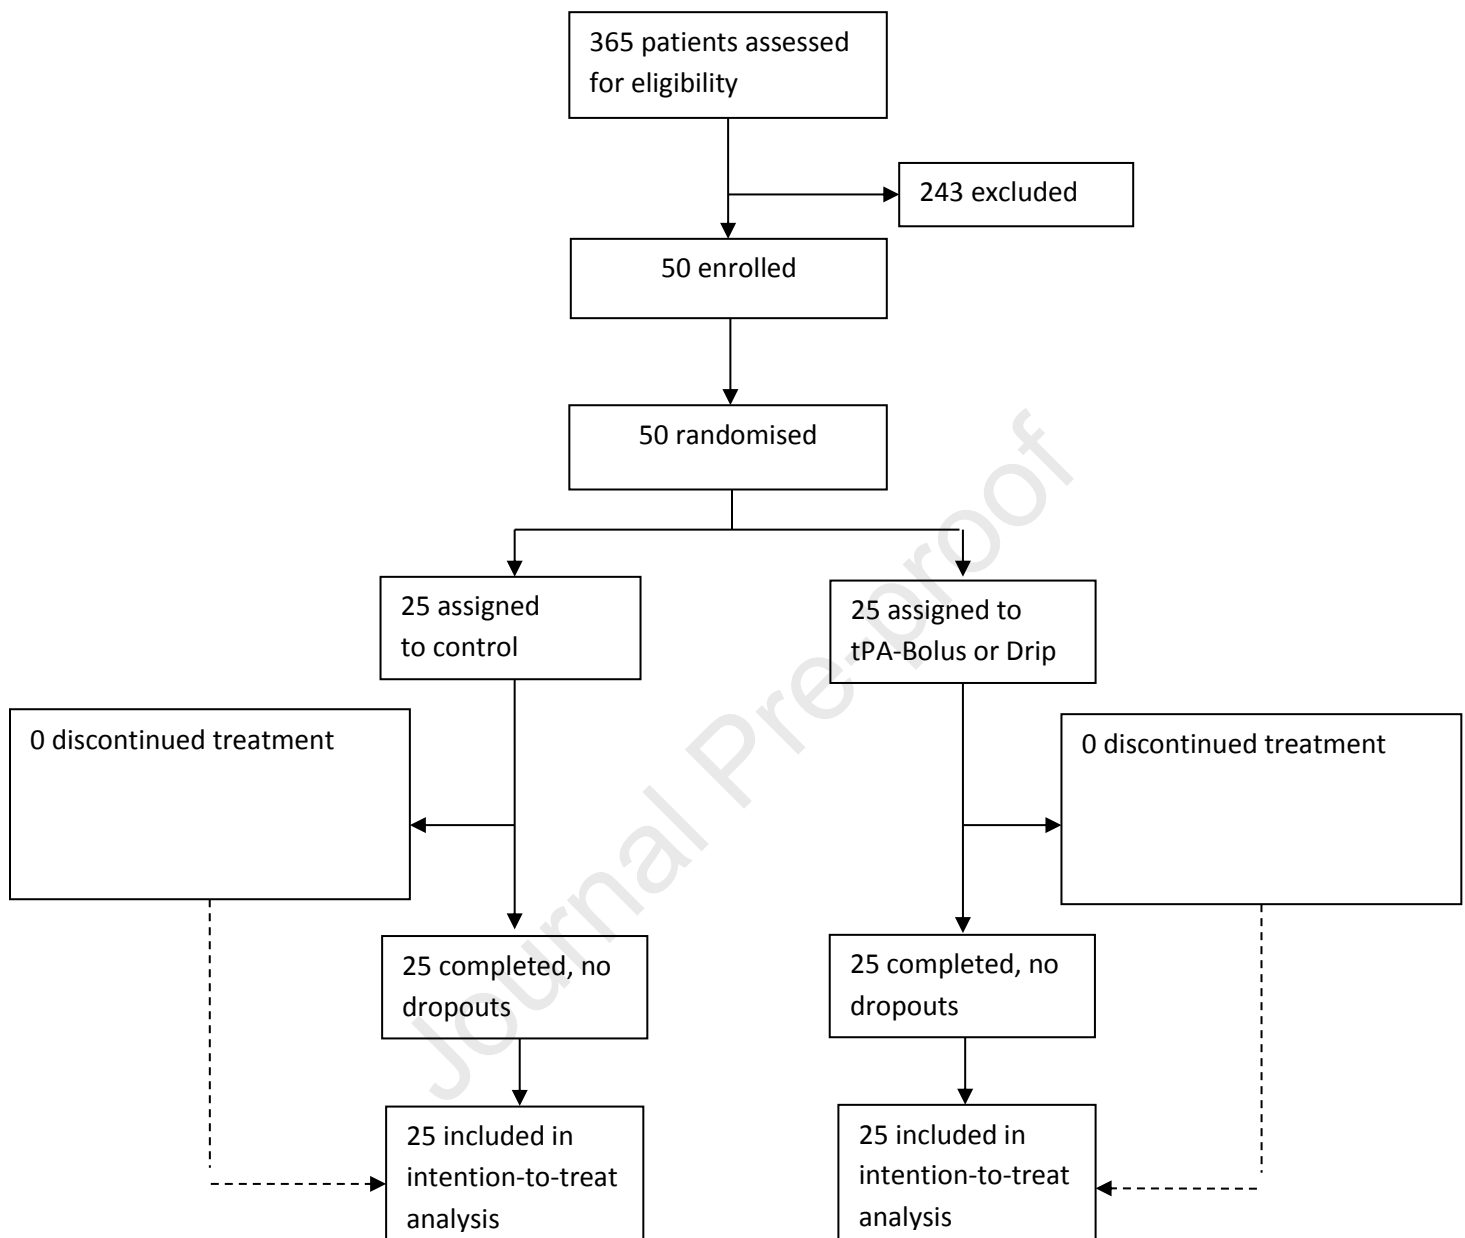 365 patients assessed
for eligibility
243 excluded
50 enrolled
50 randomised
25 assigned
to control
25 assigned to
tPA-Bolus or Drip
0 discontinued treatment
0 discontinued treatment
25 completed, no
dropouts
25 completed, no
dropouts
25 included in
intention-to-treat
analysis
25 included in
intention-to-treat
analysis
Journal Pre-proof